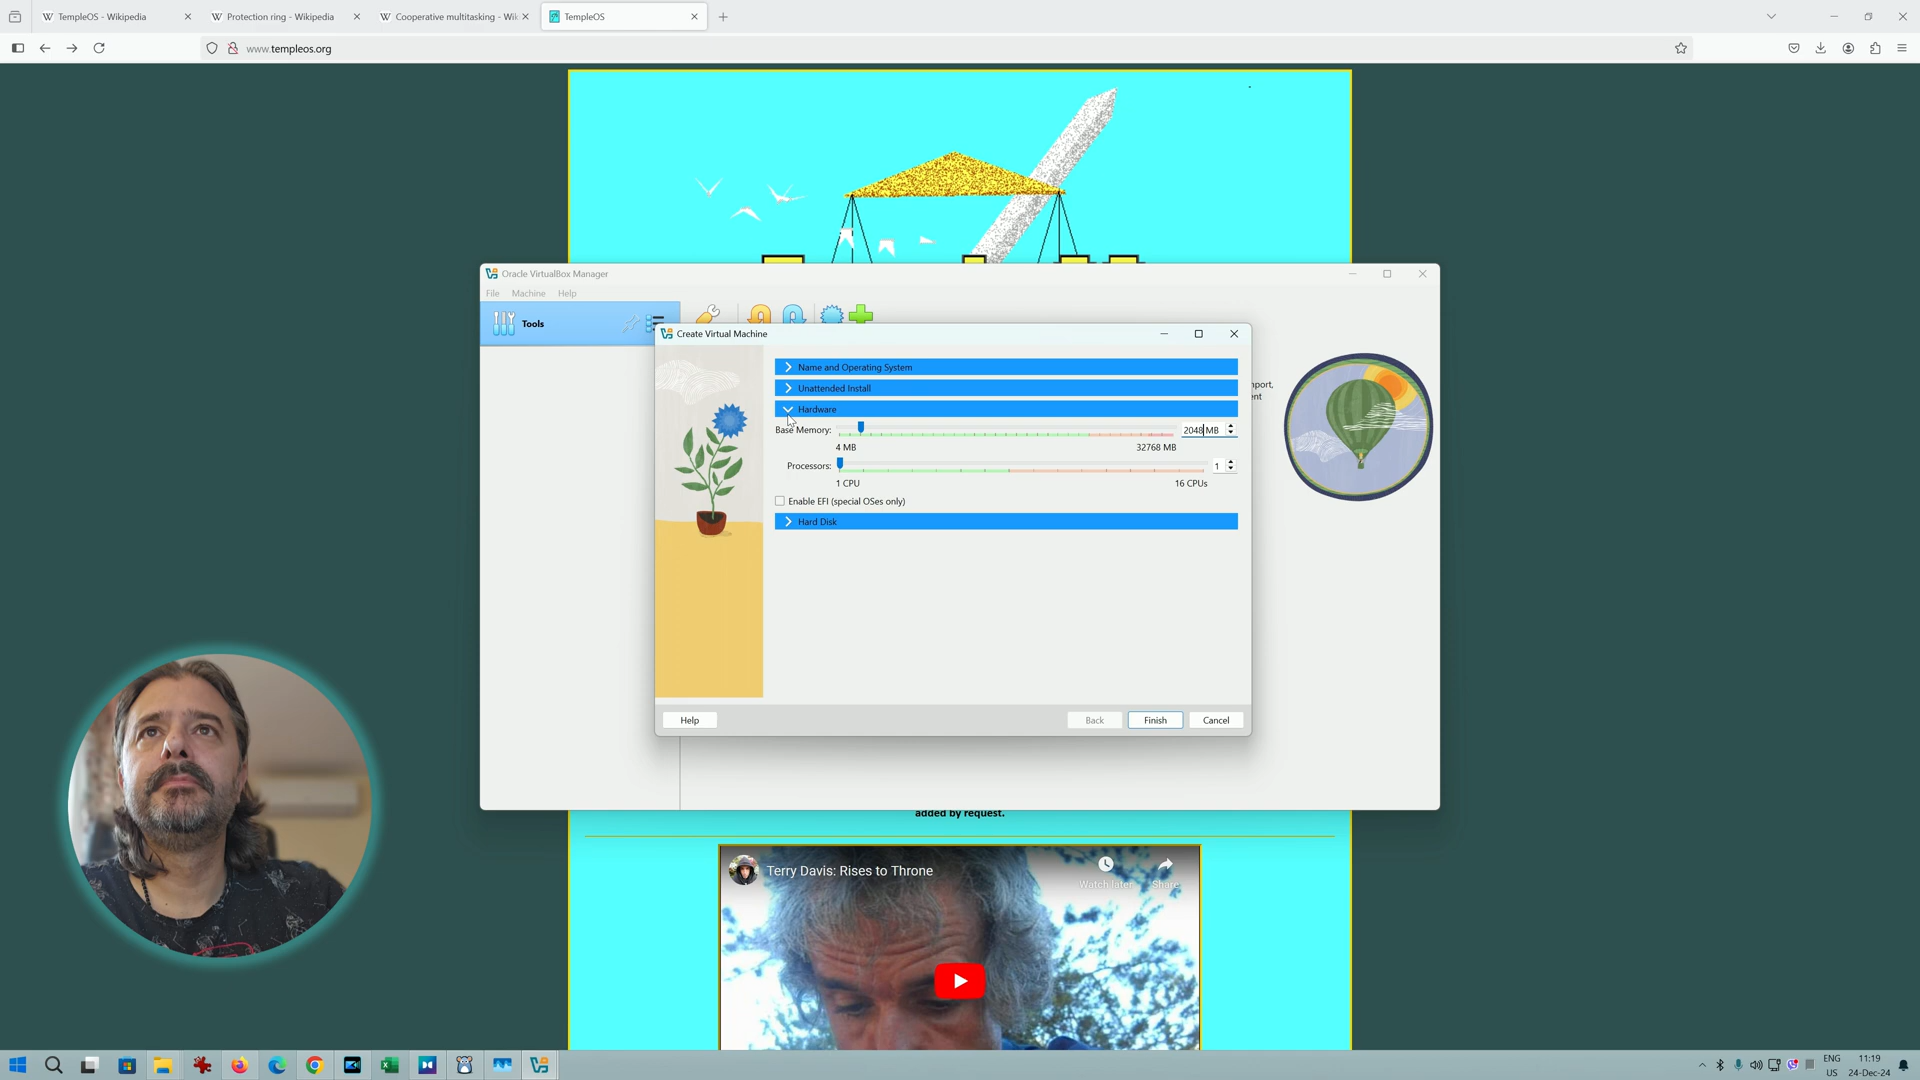 TempleOS - Wikipedia
Protection ring - Wikipedia
Cooperative multitasking - Wik
TempleOS
www.templeos.org
Oracle VirtualBox Manager
File Machine Help
Tools
Create Virtual Machine
Name and Operating System
Unattended Install
Hardware
Base Memory:
2048 MB
4 MB
32768 MB
Processors:
1
1 CPU
16 CPUs
Enable EFI (special OSes only)
Hard Disk
Help
Back
Finish
Cancel
added by request.
Terry Davis: Rises to Throne
Watch later
Share
ENG
US
11:19
24-Dec-24